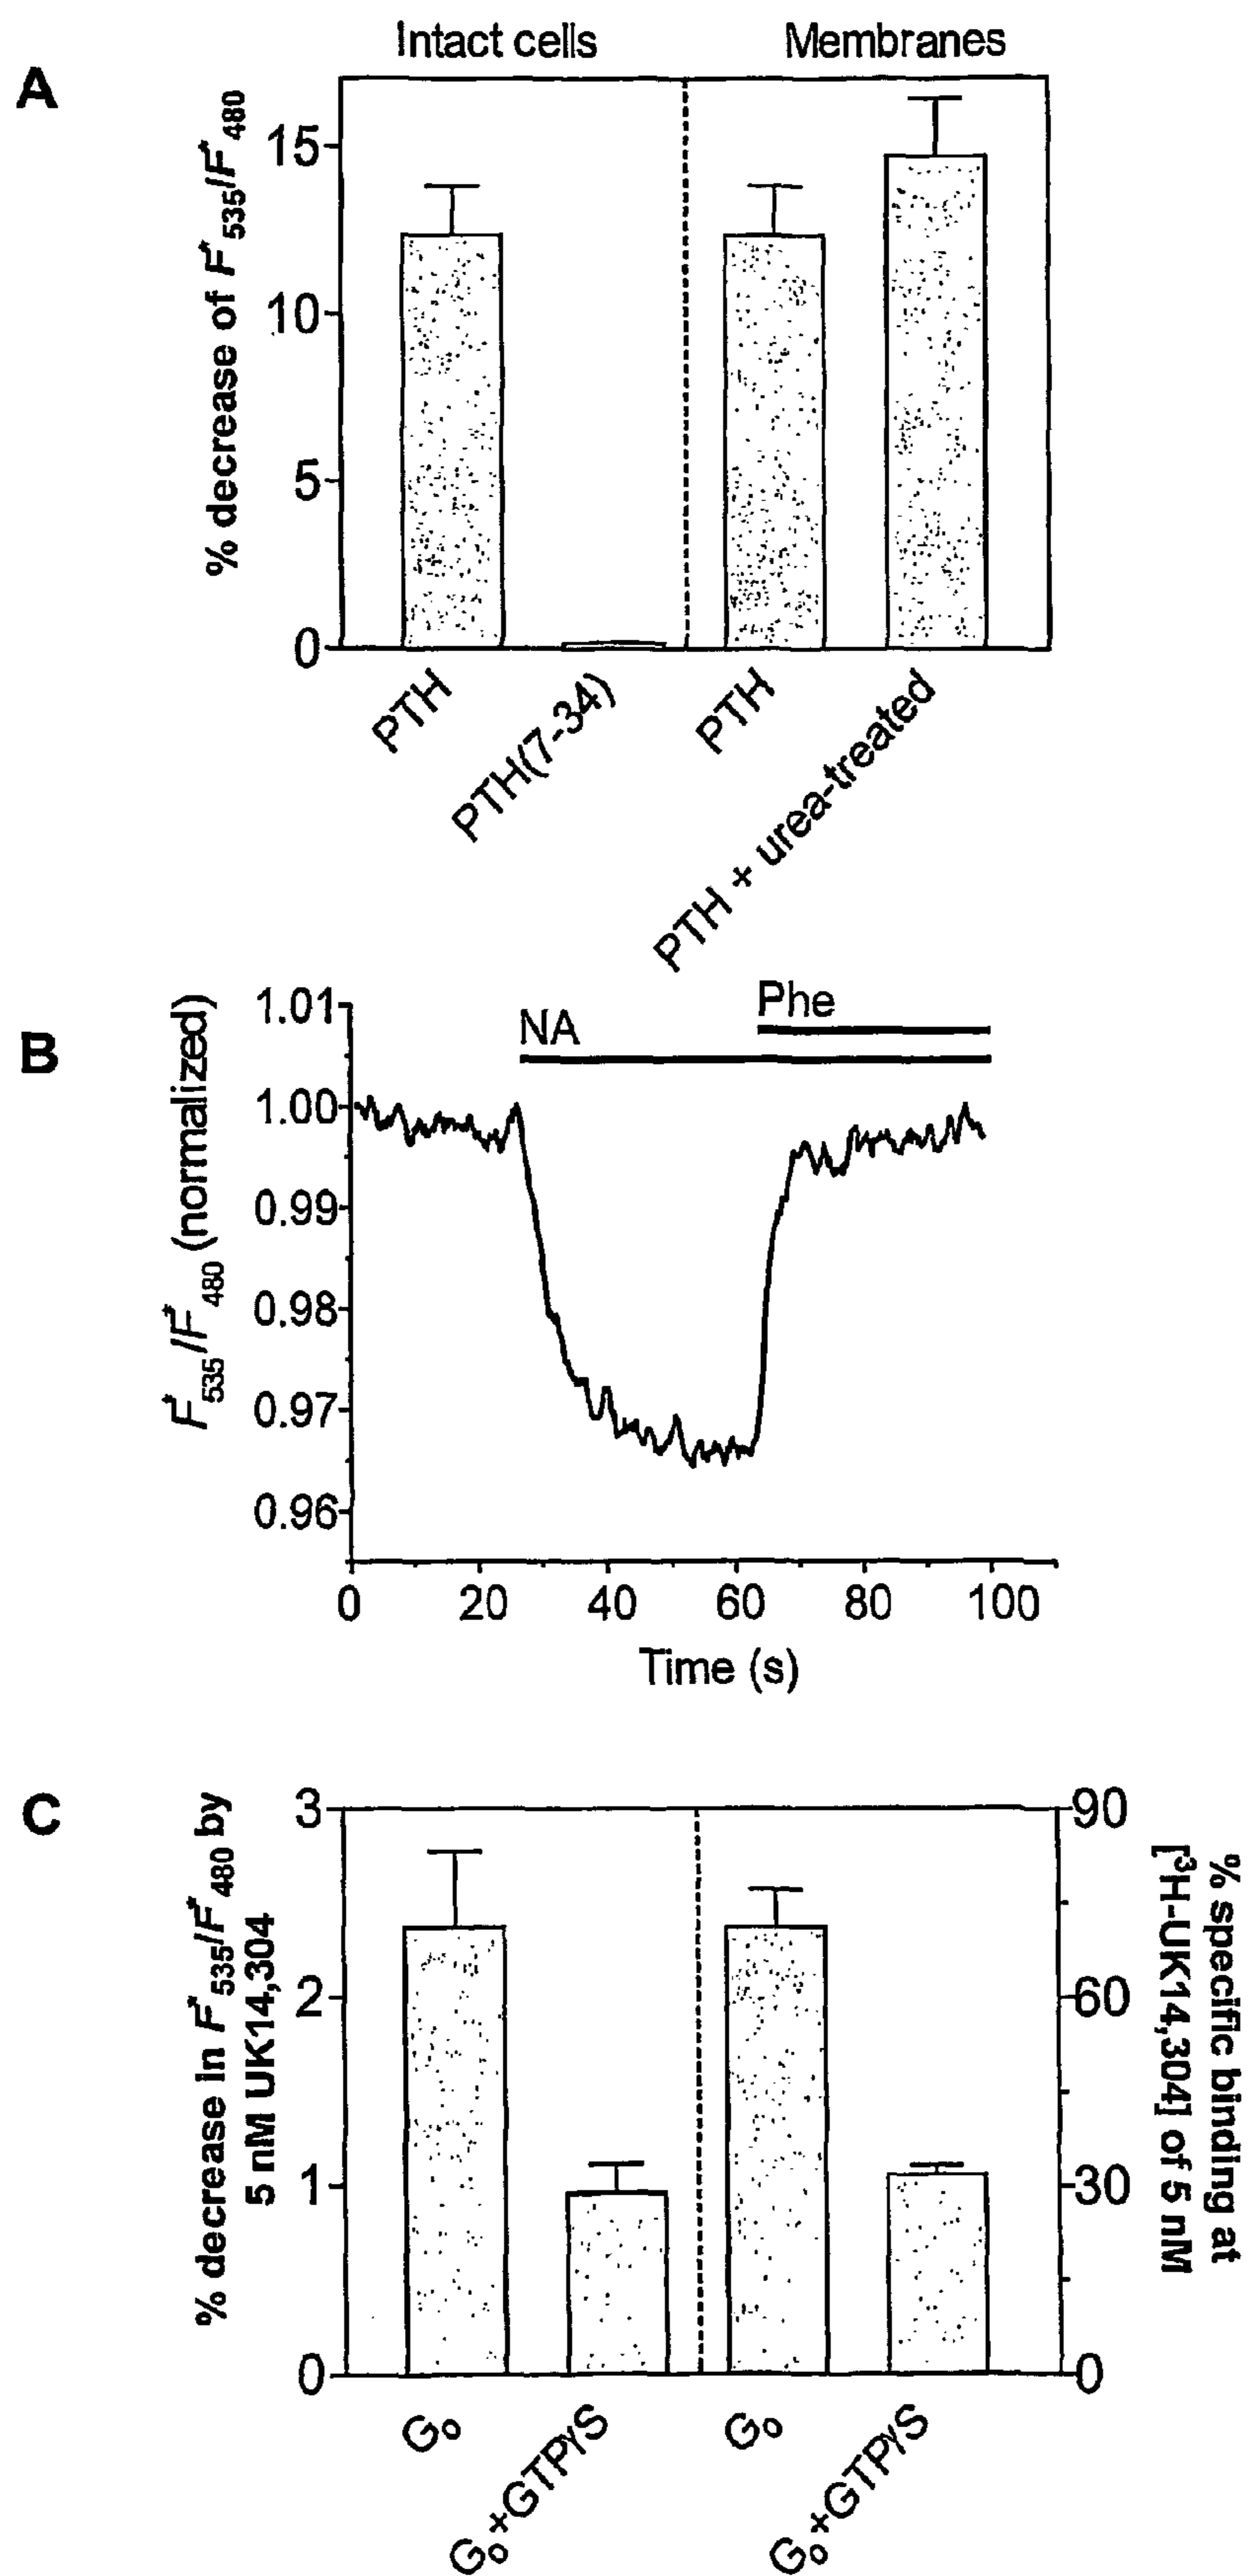 A
Intact cells
Membranes
% decrease of F*535/F*480
15
10
5
0
PTH
PTH(7-34)
PTH
PTH + urea-treated
B
F*535/F*480 (normalized)
1.01
1.00
0.99
0.98
0.97
0.96
NA
Phe
0 20 40 60 80 100
Time (s)
C
% decrease in F*535/F*480 by
5 nM UK14,304
3
2
1
0
90
60
30
0
% specific binding at
[³H-UK14,304] of 5 nM
Go
Go+GTPγS
Go
Go+GTPγS